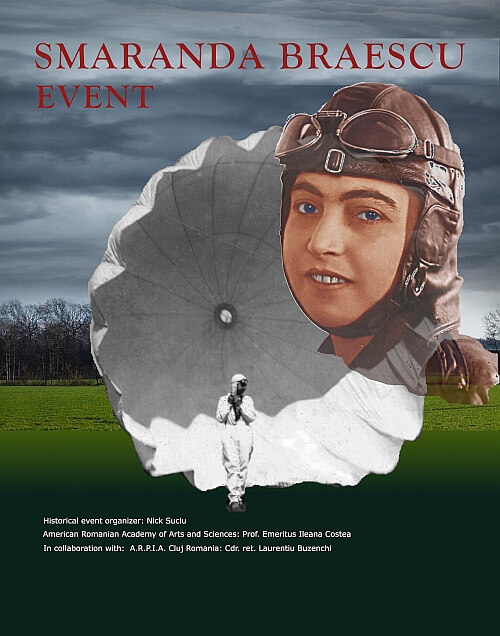 SMARANDA BRAESCU
EVENT
Historical event organizer: Nick Suciu
American Romanian Academy of Arts and Sciences: Prof. Emeritus Ileana Costea
In collaboration with: A.R.P.I.A. Cluj Romania: Cdr. ret. Laurentiu Buzenchi